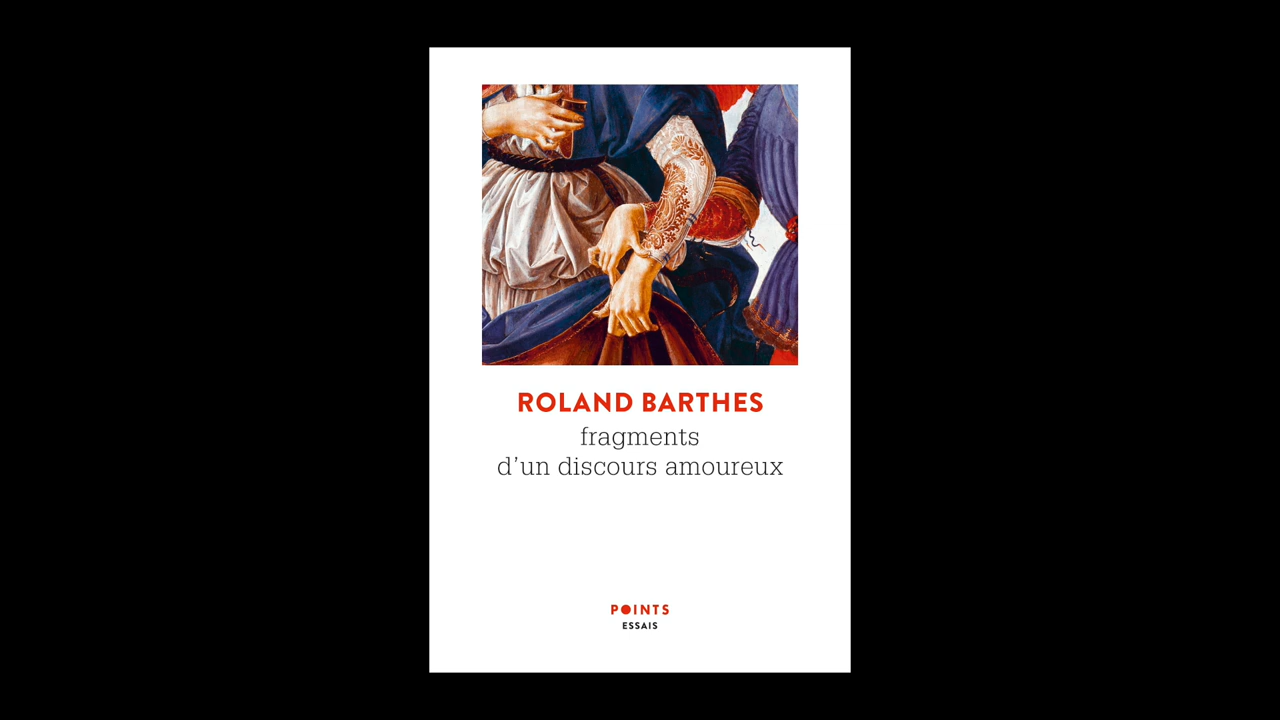 ROLAND BARTHES
fragments
d’un discours amoureux
POINTS
ESSAIS